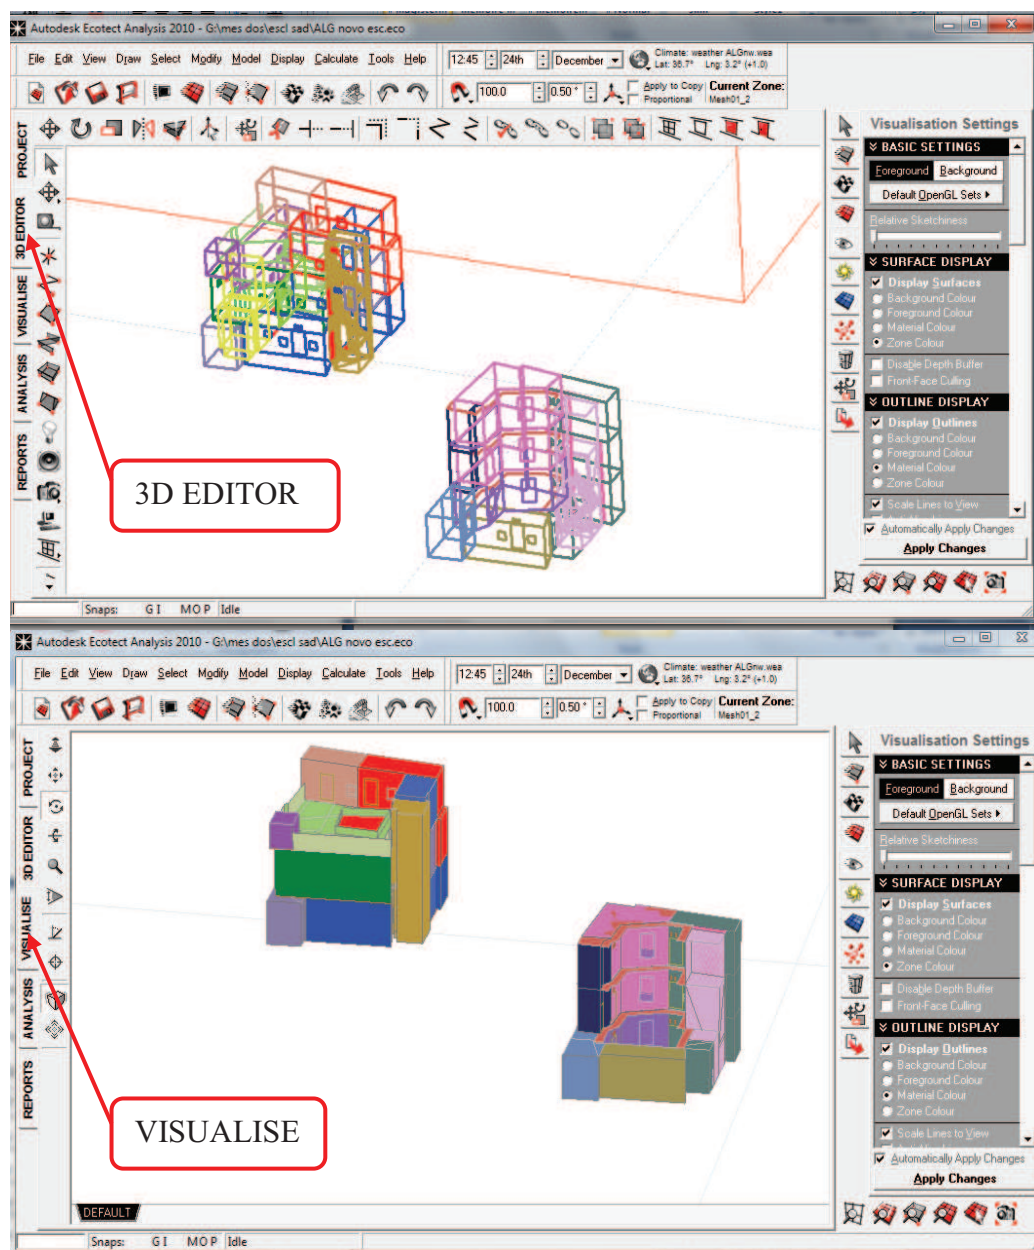 Autodesk Ecotect Analysis 2010 - G:\mes dos\escl sad\ALG novo esc.eco
File Edit View Draw Select Modify Model Display Calculate Tools Help
12:45 24th December
Climate: weather ALGnw.wea
Lat: 36.7° Lng: 3.2° (+1.0)
100.0 0.50 °
Apply to Copy Current Zone:
Proportional Mesh01_2
PROJECT
3D EDITOR
VISUALISE
ANALYSIS
REPORTS
Visualisation Settings
BASIC SETTINGS
Foreground Background
Default OpenGL Sets
Relative Sketchiness
SURFACE DISPLAY
Display Surfaces
Background Colour
Foreground Colour
Material Colour
Zone Colour
Disable Depth Buffer
Front-Face Culling
OUTLINE DISPLAY
Display Outlines
Background Colour
Foreground Colour
Material Colour
Zone Colour
Scale Lines to View
Automatically Apply Changes
Apply Changes
3D EDITOR
Snaps: G I M O P Idle
Autodesk Ecotect Analysis 2010 - G:\mes dos\escl sad\ALG novo esc.eco
File Edit View Draw Select Modify Model Display Calculate Tools Help
12:45 24th December
Climate: weather ALGnw.wea
Lat: 36.7° Lng: 3.2° (+1.0)
100.0 0.50 °
Apply to Copy Current Zone:
Proportional Mesh01_2
PROJECT
3D EDITOR
VISUALISE
ANALYSIS
REPORTS
Visualisation Settings
BASIC SETTINGS
Foreground Background
Default OpenGL Sets
Relative Sketchiness
SURFACE DISPLAY
Display Surfaces
Background Colour
Foreground Colour
Material Colour
Zone Colour
Disable Depth Buffer
Front-Face Culling
OUTLINE DISPLAY
Display Outlines
Background Colour
Foreground Colour
Material Colour
Zone Colour
Scale Lines to View
Automatically Apply Changes
Apply Changes
VISUALISE
DEFAULT
Snaps: G I M O P Idle